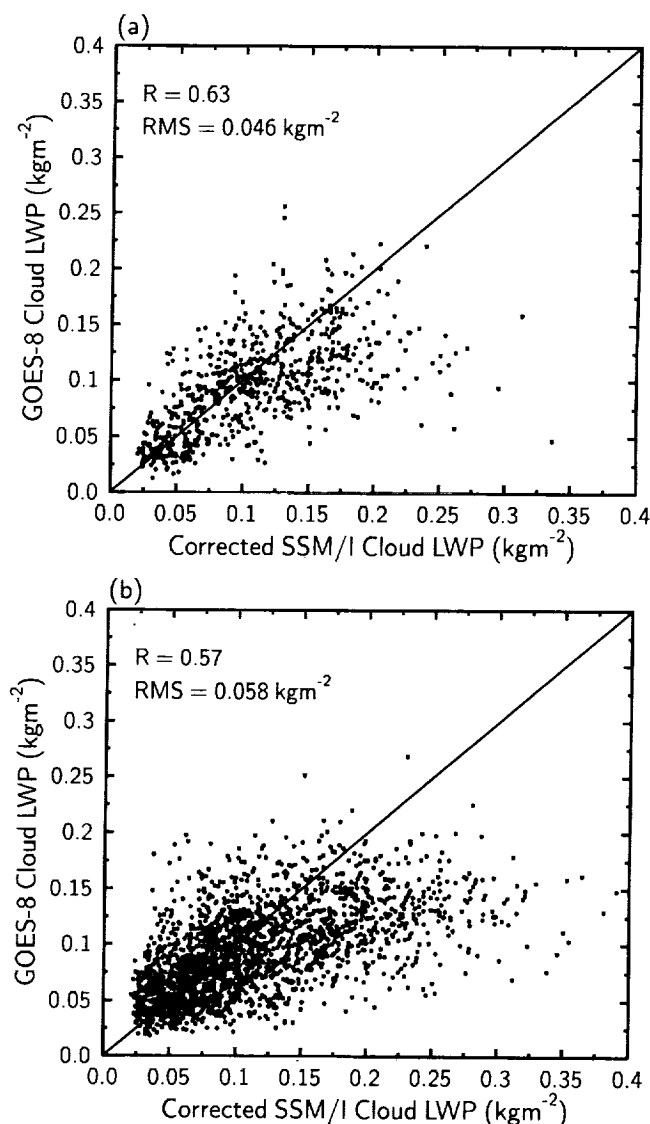 (a)
0.4
0.35
0.3
0.25
0.2
0.15
0.1
0.05
0.0
GOES-8 Cloud LWP (kgm⁻²)
R = 0.63
RMS = 0.046 kgm⁻²
0.0 0.05 0.1 0.15 0.2 0.25 0.3 0.35 0.4
Corrected SSM/I Cloud LWP (kgm⁻²)
(b)
0.4
0.35
0.3
0.25
0.2
0.15
0.1
0.05
0.0
GOES-8 Cloud LWP (kgm⁻²)
R = 0.57
RMS = 0.058 kgm⁻²
0.0 0.05 0.1 0.15 0.2 0.25 0.3 0.35 0.4
Corrected SSM/I Cloud LWP (kgm⁻²)